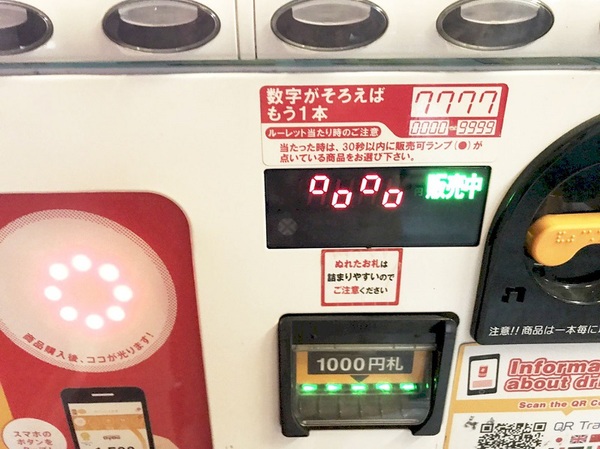 数字がそろえば
もう1本
7777
0000~9999
ルーレット当たり時のご注意
当たった時は、30秒以内に販売可ランプ(●)が
点いている商品をお選び下さい。
販売中
ぬれたお札は
詰まりやすいので
ご注意ください
1000円札
商品購入後、ココが光ります!
スマホの
ボタンを
注意!!商品は一本毎に
Informa
about dri
Scan the QR Co
QR Tra